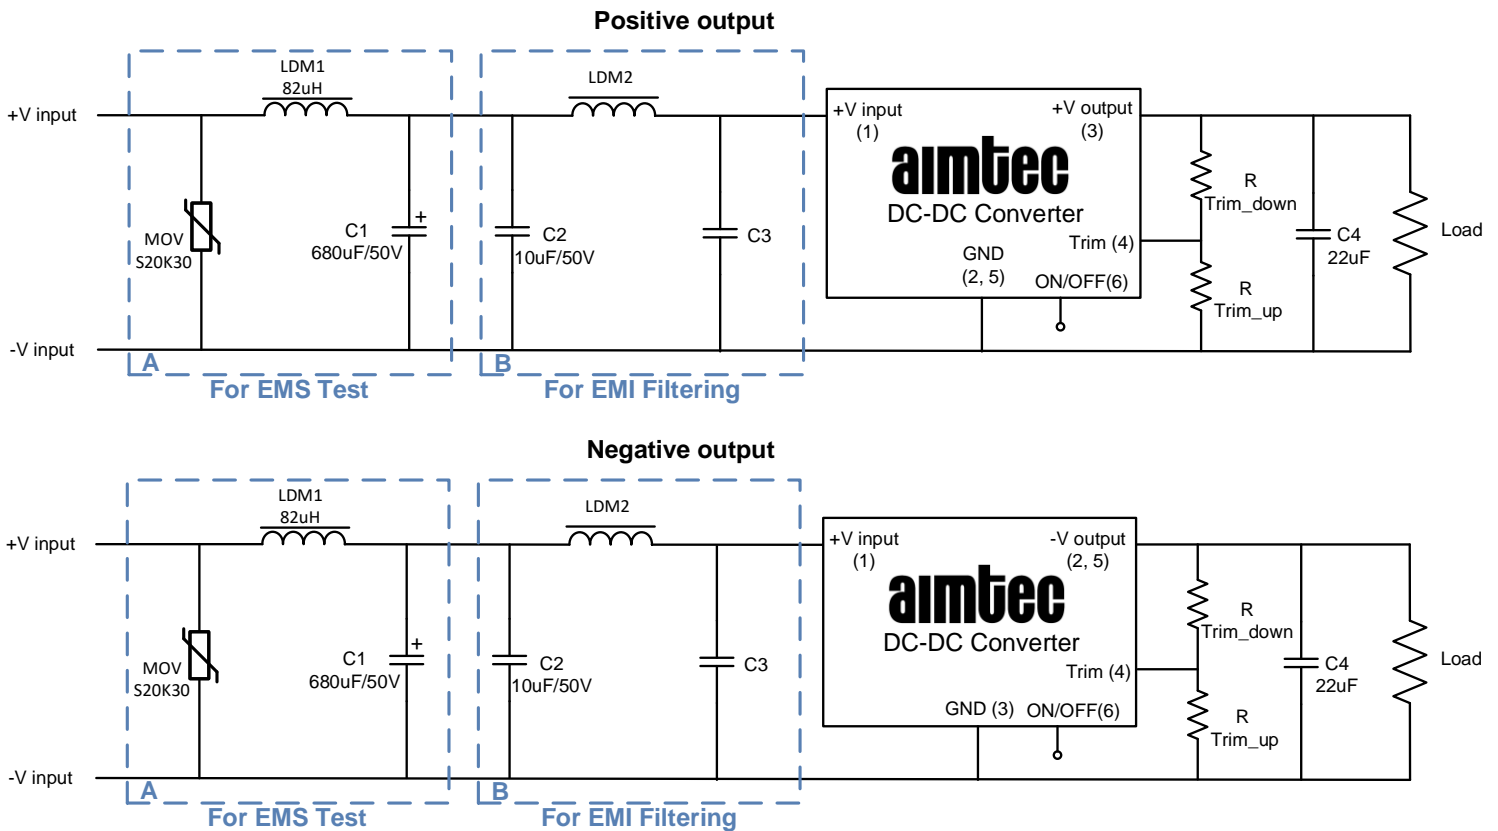 Positive output
LDM1
82uH
LDM2
+V input
+V input
(1)
+V output
(3)
aimtec
DC-DC Converter
R
Trim_down
MOV
S20K30
C1
680uF/50V
+
C2
10uF/50V
C3
Trim (4)
C4
22uF
Load
GND
(2, 5)
ON/OFF(6)
R
Trim_up
-V input
A
For EMS Test
B
For EMI Filtering
Negative output
LDM1
82uH
LDM2
+V input
+V input
(1)
-V output
(2, 5)
aimtec
DC-DC Converter
R
Trim_down
MOV
S20K30
C1
680uF/50V
+
C2
10uF/50V
C3
Trim (4)
C4
22uF
Load
GND (3)
ON/OFF(6)
R
Trim_up
-V input
A
For EMS Test
B
For EMI Filtering